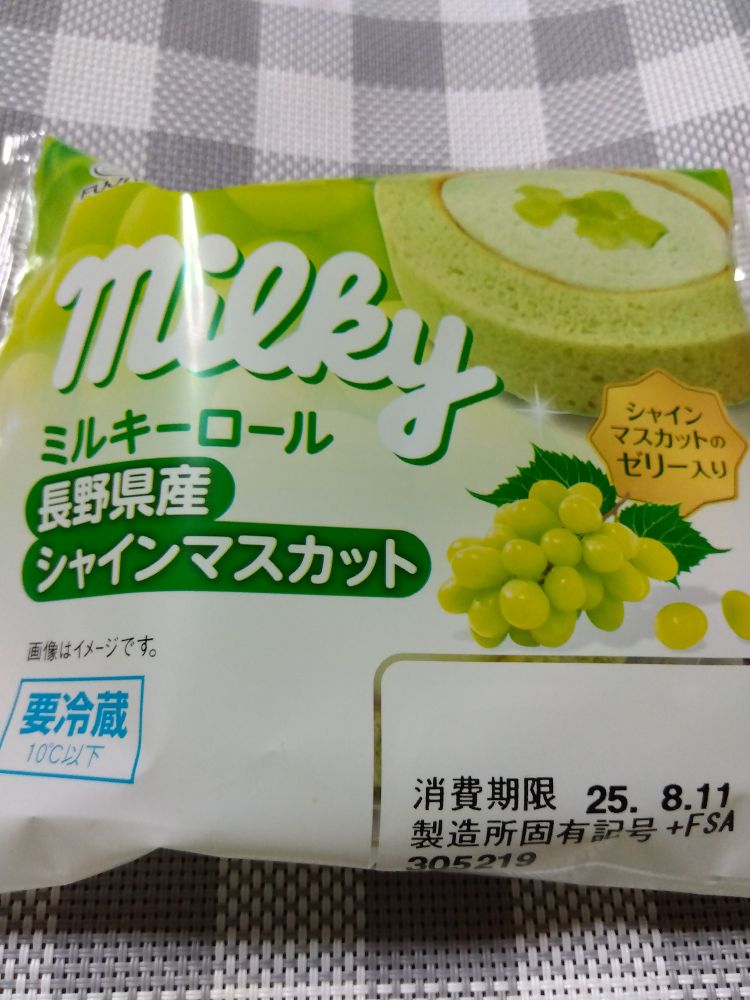 milky
ミルキーロール
長野県産
シャインマスカット
シャイン
マスカットの
ゼリー入り
画像はイメージです。
要冷蔵
10℃以下
消費期限 25. 8.11
製造所固有記号 +FSA
305219